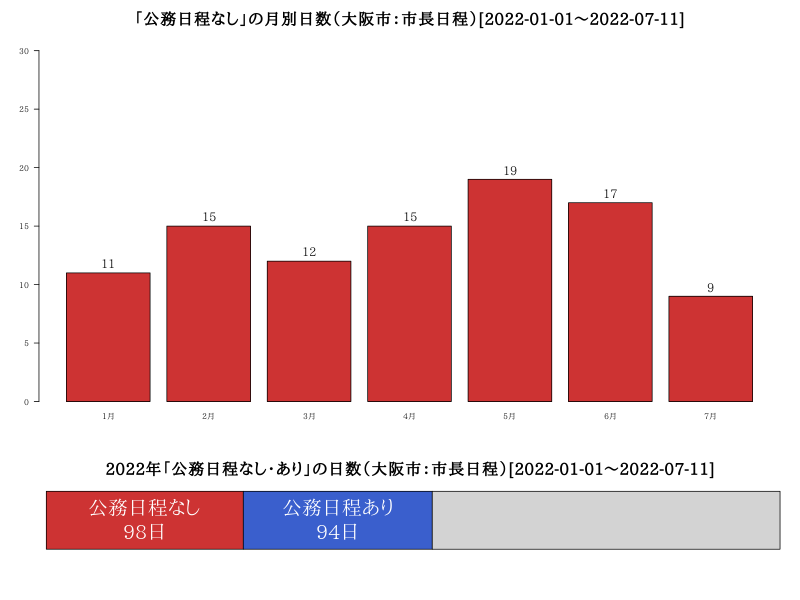 「公務日程なし」の月別日数（大阪市：市長日程）[2022-01-01～2022-07-11]
30
25
20
15
10
5
0
11
15
12
15
19
17
9
1月 2月 3月 4月 5月 6月 7月
2022年「公務日程なし・あり」の日数（大阪市：市長日程）[2022-01-01～2022-07-11]
公務日程なし
98日
公務日程あり
94日